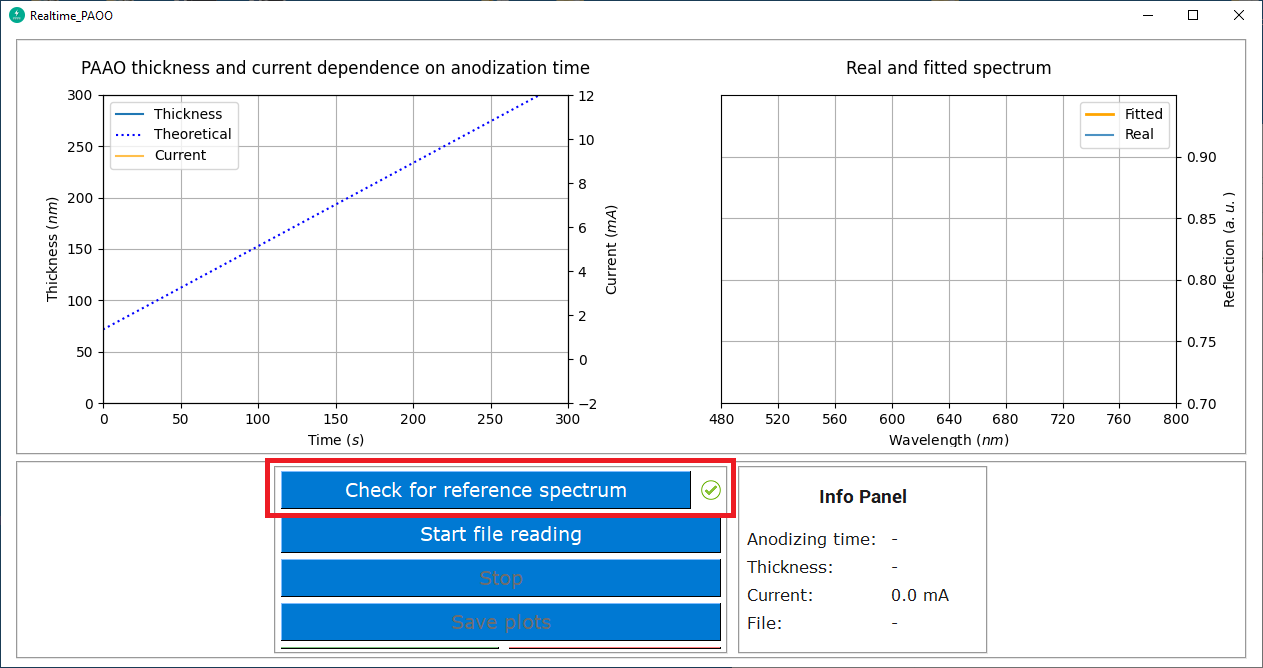 Realtime_PAOO
PAAO thickness and current dependence on anodization time
Thickness
Theoretical
Current
300
250
200
150
100
50
0
Thickness (nm)
12
10
8
6
4
2
0
−2
Current (mA)
0 50 100 150 200 250 300
Time (s)
Real and fitted spectrum
Fitted
Real
0.90
0.85
0.80
0.75
0.70
Reflection (a. u. )
480 520 560 600 640 680 720 760 800
Wavelength (nm)
Check for reference spectrum
Start file reading
Stop
Save plots
Info Panel
Anodizing time: -
Thickness: -
Current: 0.0 mA
File: -